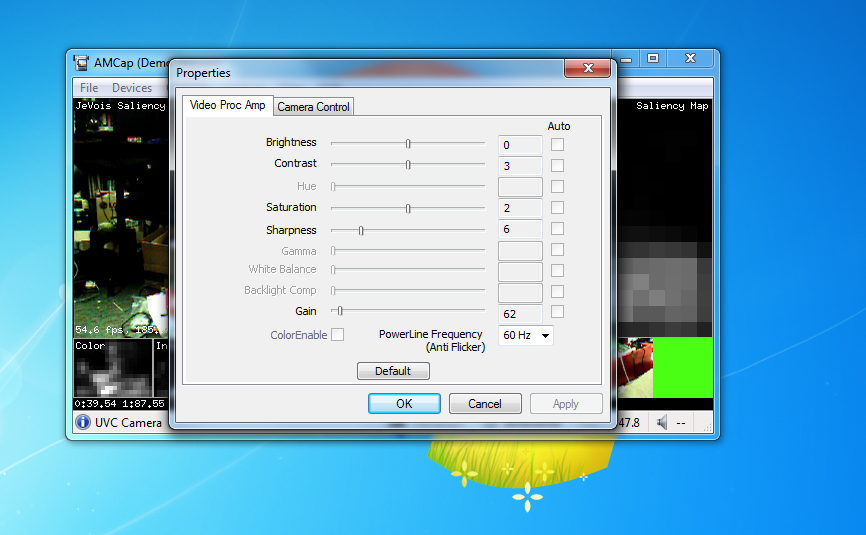 AMCap (Demo
Properties
File Devices
Video Proc Amp Camera Control
JeVois Saliency
Saliency Map
Auto
Brightness 0
Contrast 3
Hue
Saturation 2
Sharpness 6
Gamma
White Balance
Backlight Comp
Gain 62
ColorEnable PowerLine Frequency 60 Hz
(Anti Flicker)
54.6 fps, 185.
Color In
Default
0:39.54 1:87.55
OK Cancel Apply
UVC Camera
47.8 --